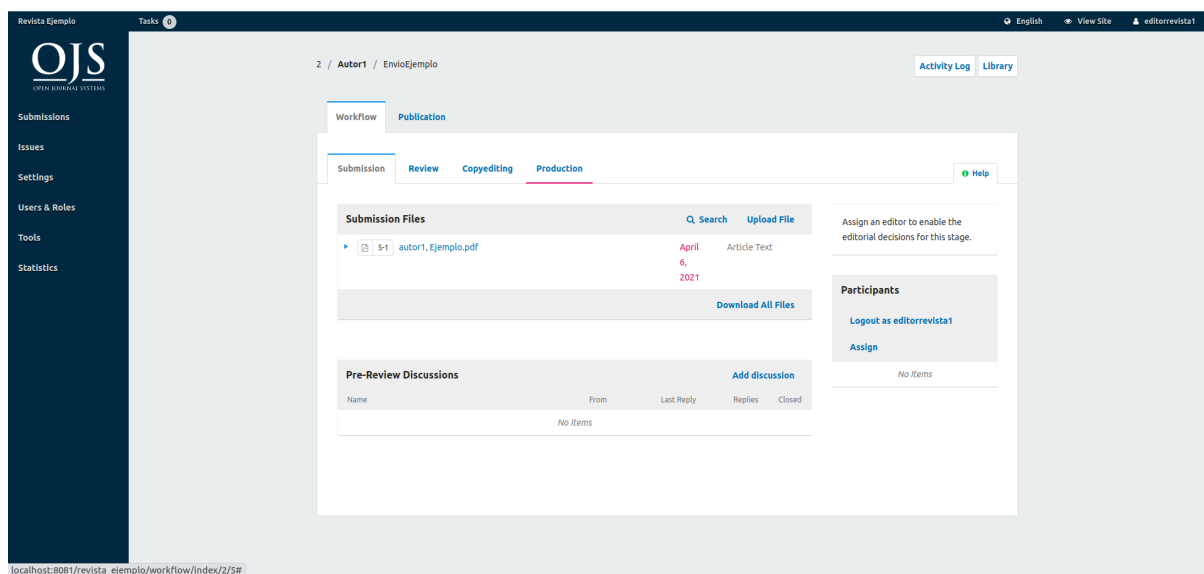 Revista Ejemplo
Tasks 0
English
View Site
editorrevista1
OJS
OPEN JOURNAL SYSTEMS
Submissions
Issues
Settings
Users & Roles
Tools
Statistics
2 / Autor1 / EnvioEjemplo
Activity Log
Library
Workflow
Publication
Submission
Review
Copyediting
Production
Help
Submission Files
Search
Upload File
S-1
autor1, Ejemplo.pdf
April
6,
2021
Article Text
Download All Files
Assign an editor to enable the
editorial decisions for this stage.
Participants
Logout as editorrevista1
Assign
No Items
Pre-Review Discussions
Add discussion
Name
From
Last Reply
Replies
Closed
No Items
localhost:8081/revista_ejemplo/workflow/index/2/5#